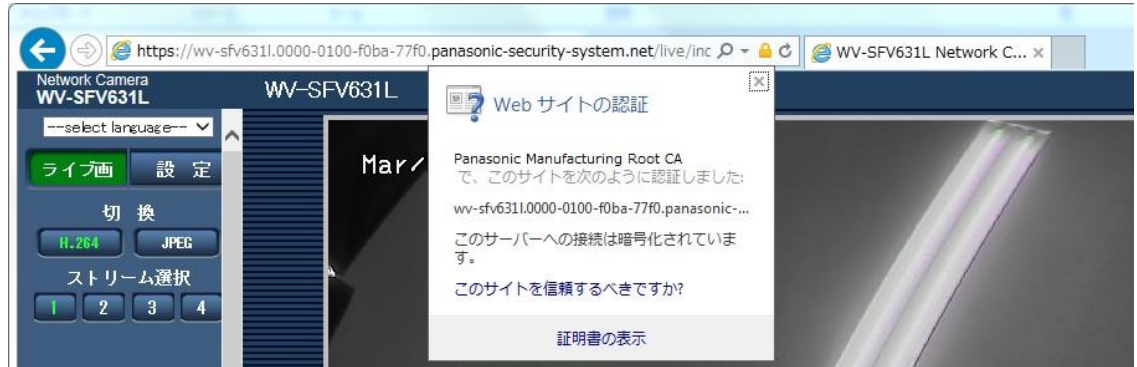 https://wv-sfv631l.0000-0100-f0ba-77f0.panasonic-security-system.net/live/inc
WV-SFV631L Network C...
Network Camera
WV-SFV631L
WV-SFV631L
--select language--
ライブ画
設 定
切 換
H.264
JPEG
ストリーム選択
1 2 3 4
Mar/
Web サイトの認証
Panasonic Manufacturing Root CA
で、このサイトを次のように認証しました:
wv-sfv631l.0000-0100-f0ba-77f0.panasonic-...
このサーバーへの接続は暗号化されていま
す。
このサイトを信頼するべきですか?
証明書の表示